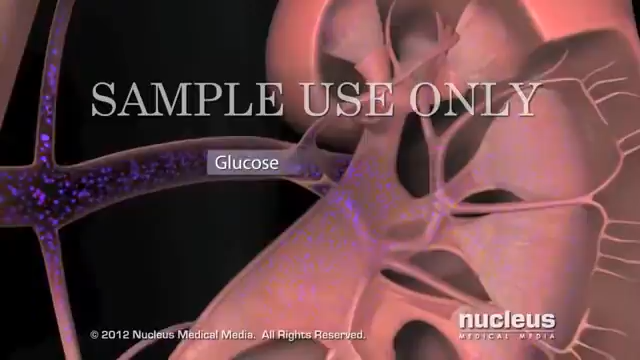 SAMPLE USE ONLY
Glucose
© 2012 Nucleus Medical Media. All Rights Reserved.
nucleus
MEDICAL MEDIA